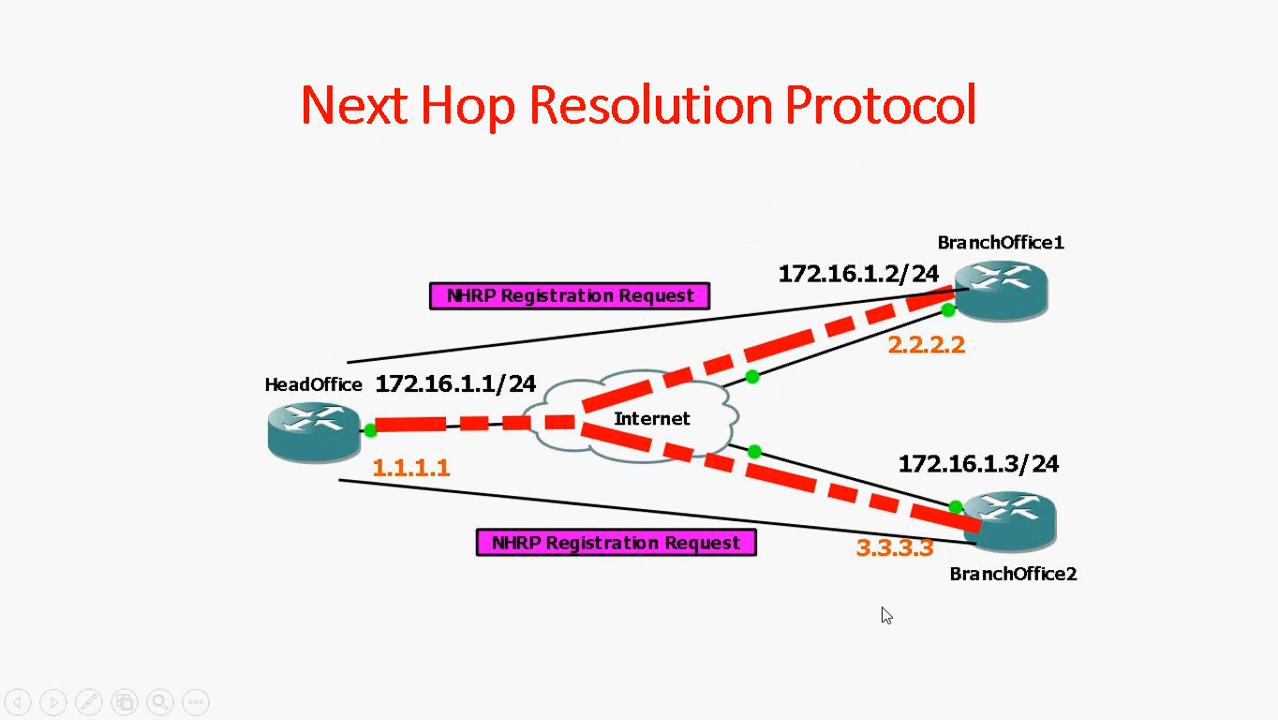 Next Hop Resolution Protocol
BranchOffice1
172.16.1.2/24
NHRP Registration Request
2.2.2.2
HeadOffice
172.16.1.1/24
Internet
1.1.1.1
172.16.1.3/24
NHRP Registration Request
3.3.3.3
BranchOffice2